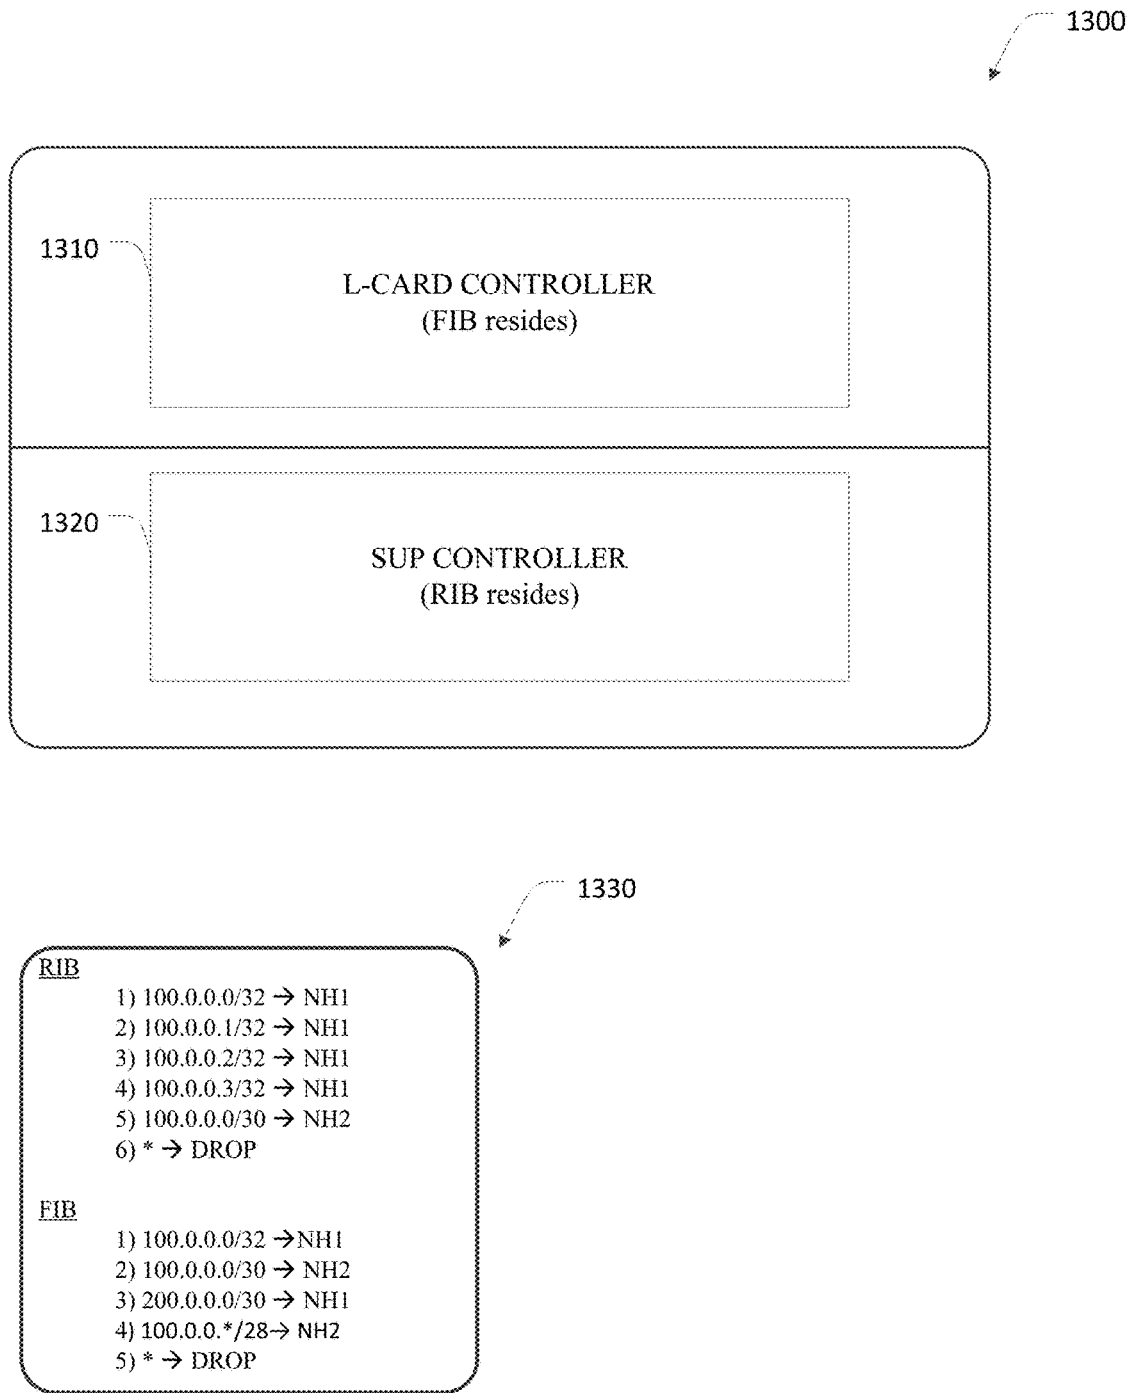 1300
1310
L-CARD CONTROLLER
(FIB resides)
1320
SUP CONTROLLER
(RIB resides)
1330
RIB
1) 100.0.0.0/32 → NH1
2) 100.0.0.1/32 → NH1
3) 100.0.0.2/32 → NH1
4) 100.0.0.3/32 → NH1
5) 100.0.0.0/30 → NH2
6) * → DROP
FIB
1) 100.0.0.0/32 →NH1
2) 100.0.0.0/30 → NH2
3) 200.0.0.0/30 → NH1
4) 100.0.0.*/28→ NH2
5) * → DROP